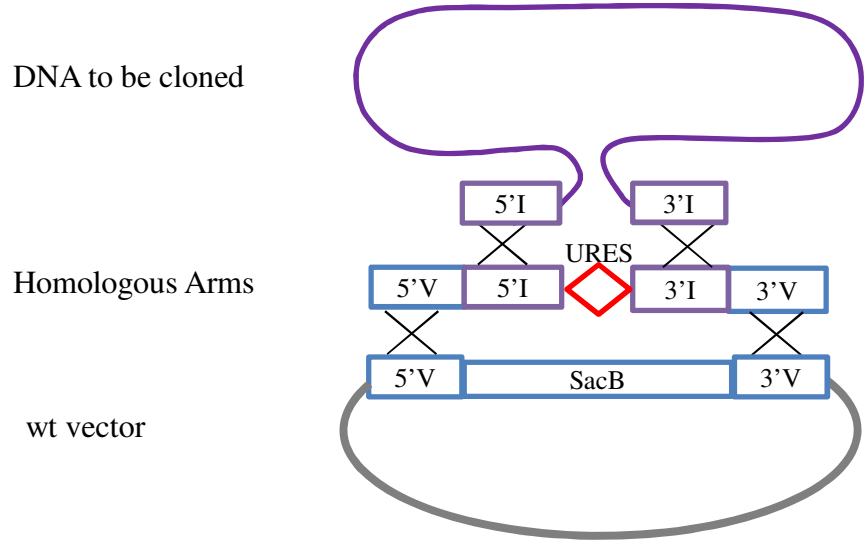 DNA to be cloned
5’I
3’I
URES
Homologous Arms
5’V
5’I
3’I
3’V
5’V
SacB
3’V
wt vector